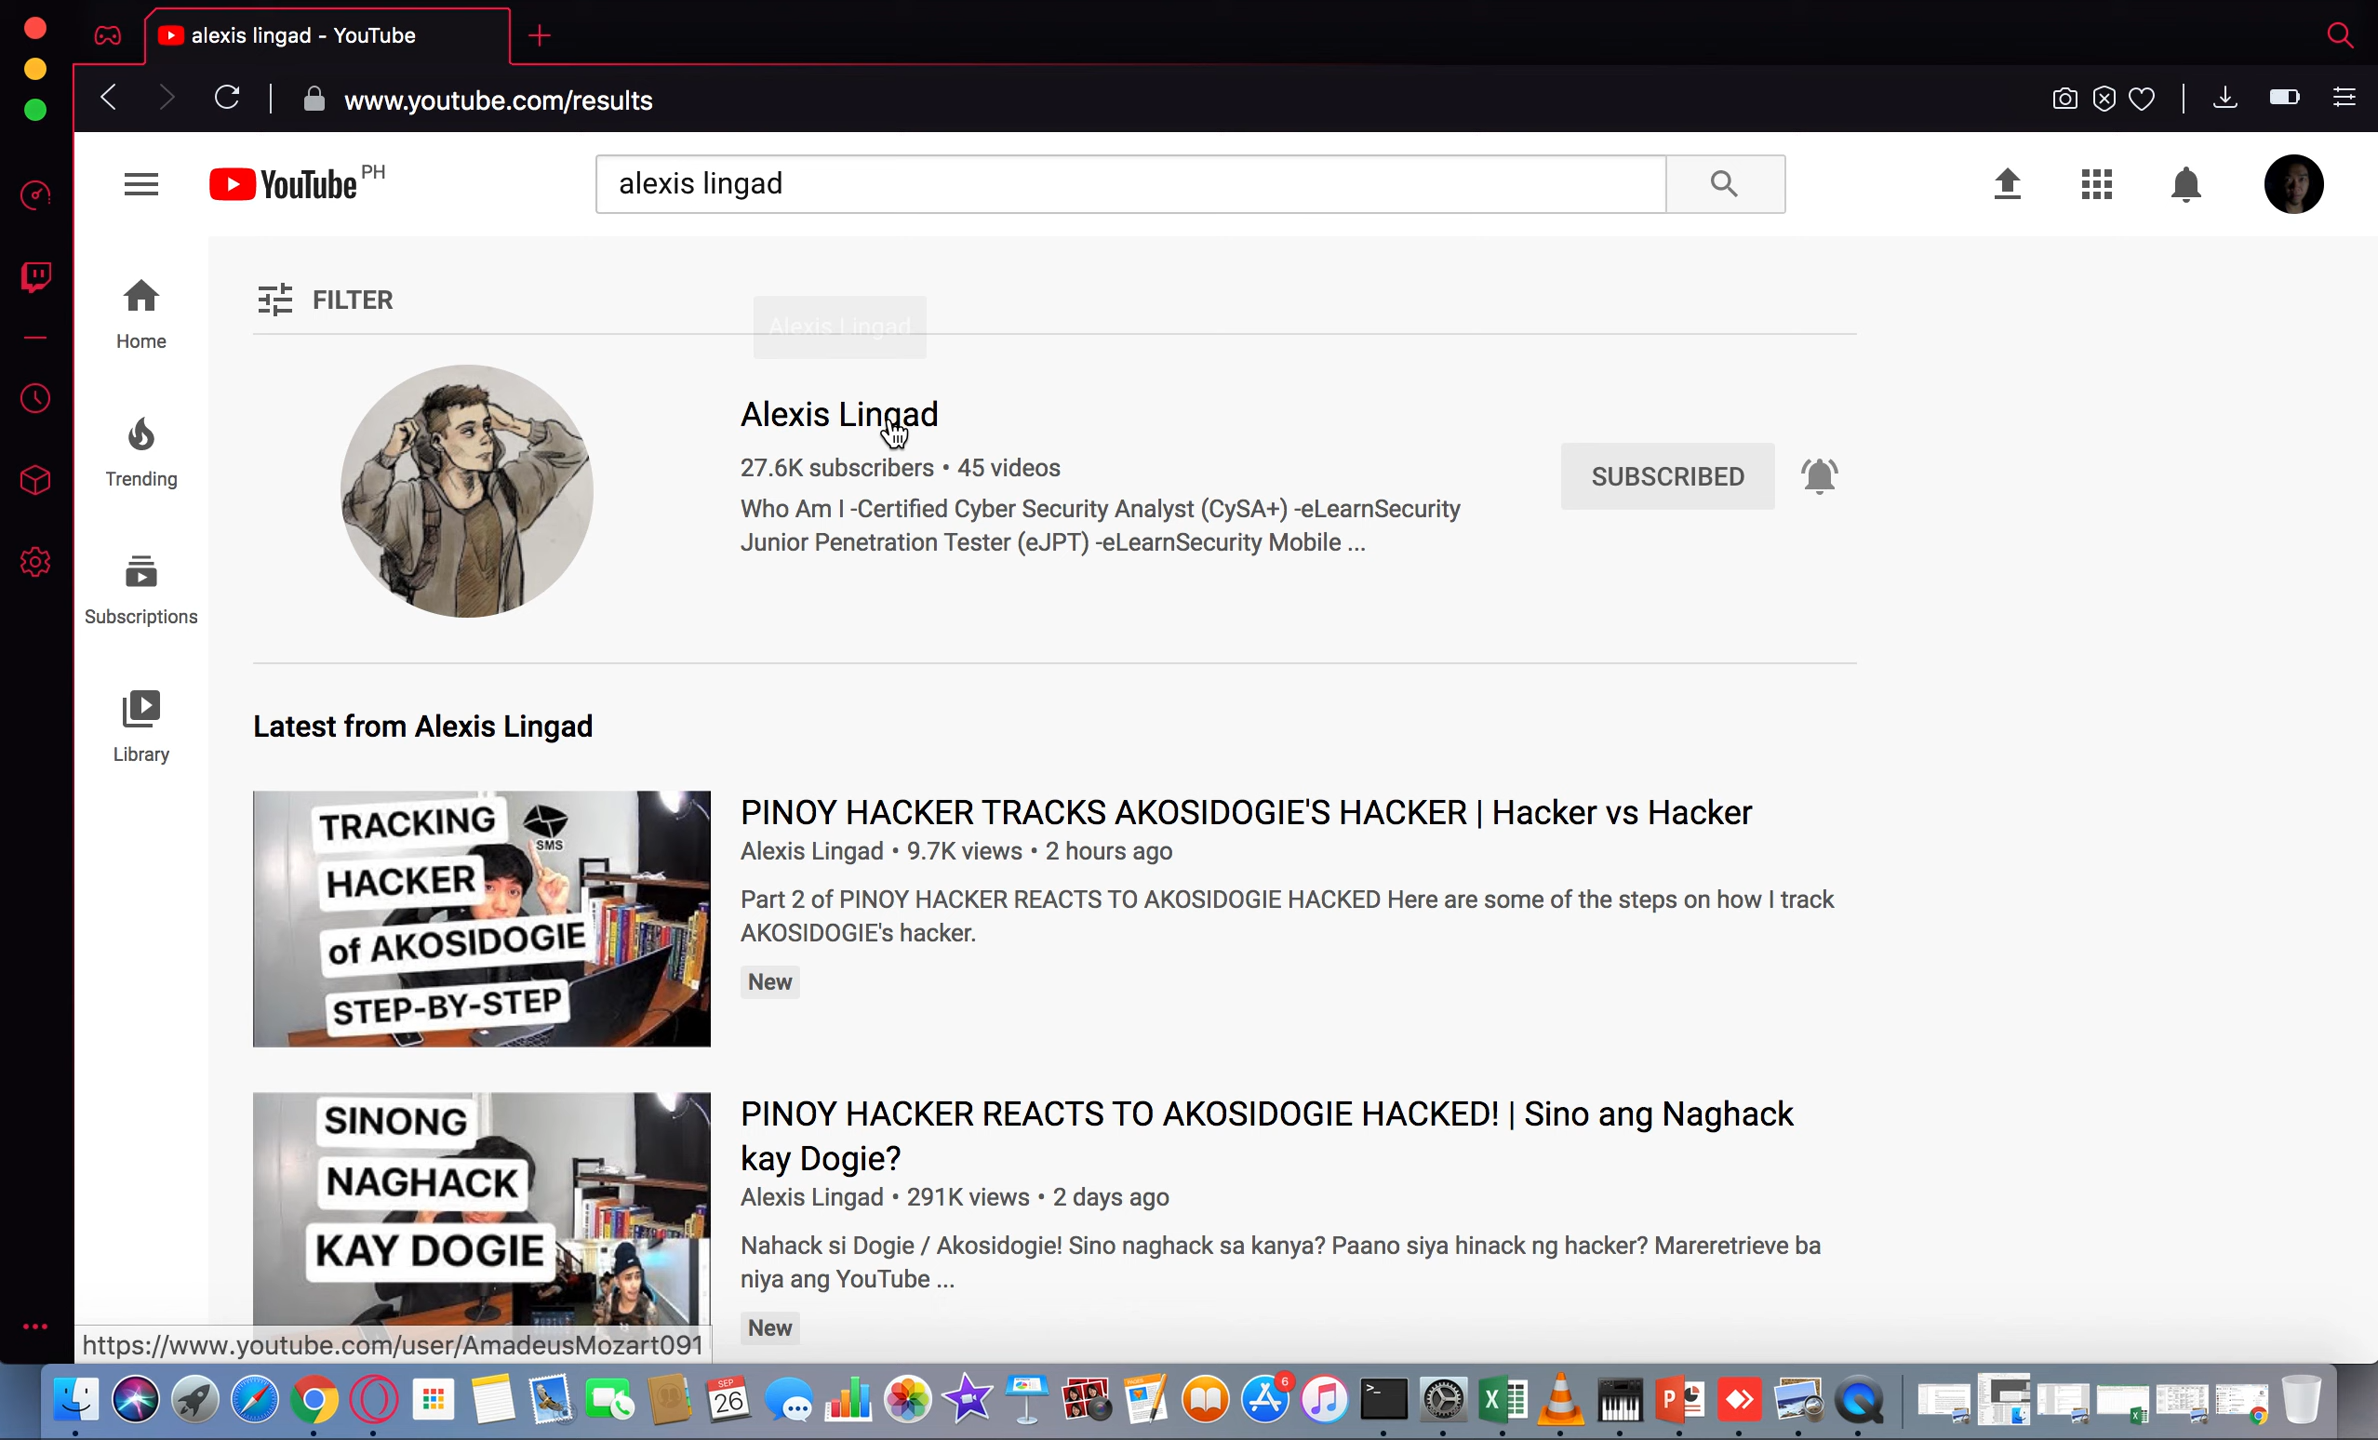 alexis lingad - YouTube
www.youtube.com/results
YouTube PH
alexis lingad
FILTER
Alexis Lingad
Home
Alexis Lingad
27.6K subscribers • 45 videos
Who Am I -Certified Cyber Security Analyst (CySA+) -eLearnSecurity
Junior Penetration Tester (eJPT) -eLearnSecurity Mobile ...
SUBSCRIBED
Trending
Subscriptions
Library
Latest from Alexis Lingad
TRACKING
SMS
HACKER
of AKOSIDOGIE
STEP-BY-STEP
PINOY HACKER TRACKS AKOSIDOGIE'S HACKER | Hacker vs Hacker
Alexis Lingad • 9.7K views • 2 hours ago
Part 2 of PINOY HACKER REACTS TO AKOSIDOGIE HACKED Here are some of the steps on how I track
AKOSIDOGIE's hacker.
New
SINONG
NAGHACK
KAY DOGIE
PINOY HACKER REACTS TO AKOSIDOGIE HACKED! | Sino ang Naghack
kay Dogie?
Alexis Lingad • 291K views • 2 days ago
Nahack si Dogie / Akosidogie! Sino naghack sa kanya? Paano siya hinack ng hacker? Mareretrieve ba
niya ang YouTube ...
New
https://www.youtube.com/user/AmadeusMozart091
SEP
26
6